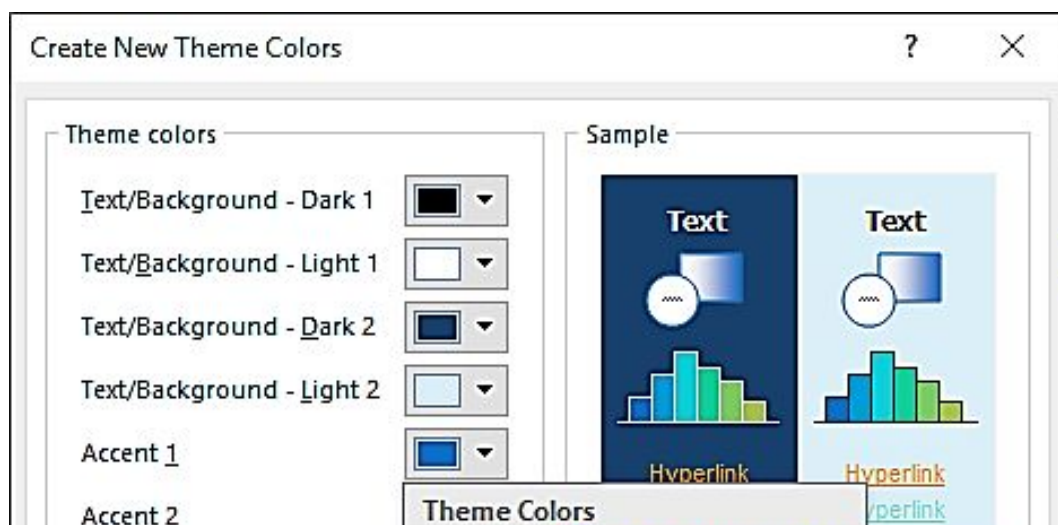 Create New Theme Colors ?
Theme colors
Text/Background - Dark 1
Text/Background - Light 1
Text/Background - Dark 2
Text/Background - Light 2
Accent 1
Accent 2
Theme Colors
Sample
Text Text
Hyperlink Hyperlink
yperlink